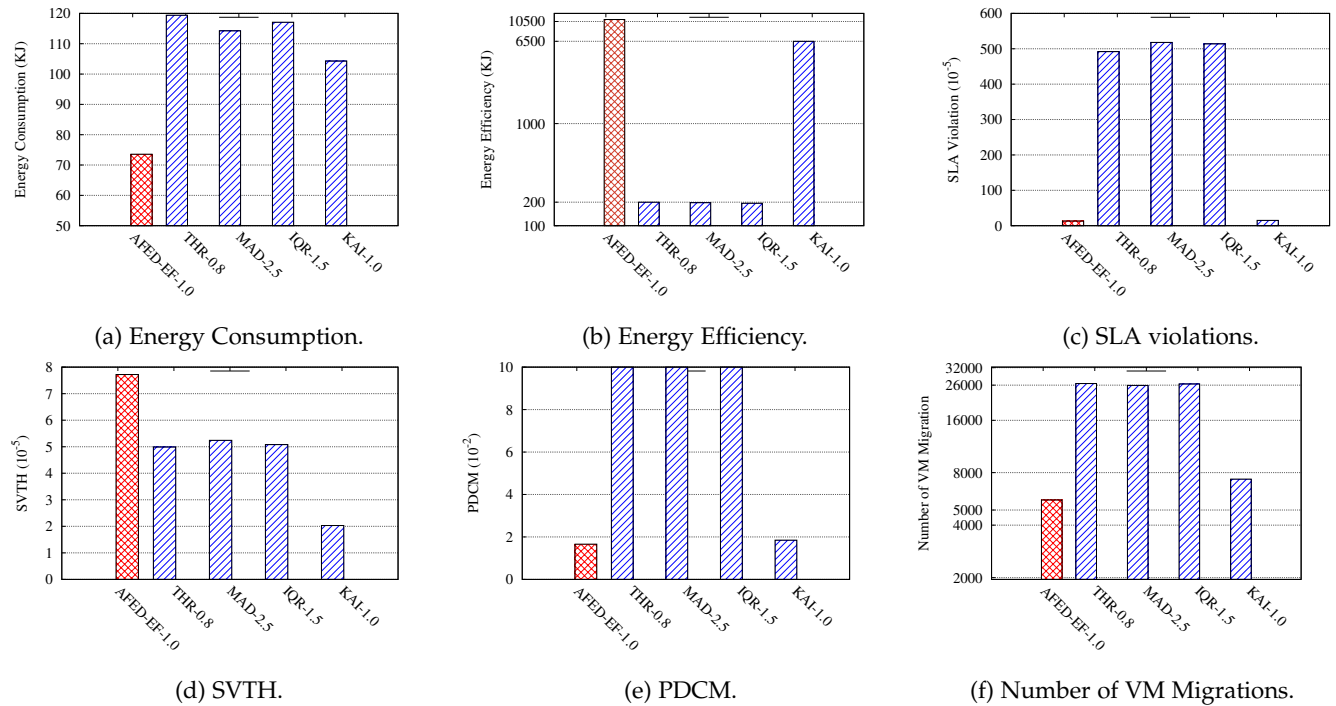 Energy Consumption (KJ)
120
110
100
90
80
70
60
50
AFED-EF-1.0
THR-0.8
MAD-2.5
IQR-1.5
KAI-1.0
(a) Energy Consumption.
Energy Efficiency (KJ)
10500
6500
1000
200
100
AFED-EF-1.0
THR-0.8
MAD-2.5
IQR-1.5
KAI-1.0
(b) Energy Efficiency.
SLA Violation (10⁻⁵)
600
500
400
300
200
100
0
AFED-EF-1.0
THR-0.8
MAD-2.5
IQR-1.5
KAI-1.0
(c) SLA violations.
SVTH (10⁻⁵)
8
7
6
5
4
3
2
1
0
AFED-EF-1.0
THR-0.8
MAD-2.5
IQR-1.5
KAI-1.0
(d) SVTH.
PDCM (10⁻²)
10
8
6
4
2
0
AFED-EF-1.0
THR-0.8
MAD-2.5
IQR-1.5
KAI-1.0
(e) PDCM.
Number of VM Migration
32000
26000
16000
8000
5000
4000
2000
AFED-EF-1.0
THR-0.8
MAD-2.5
IQR-1.5
KAI-1.0
(f) Number of VM Migrations.